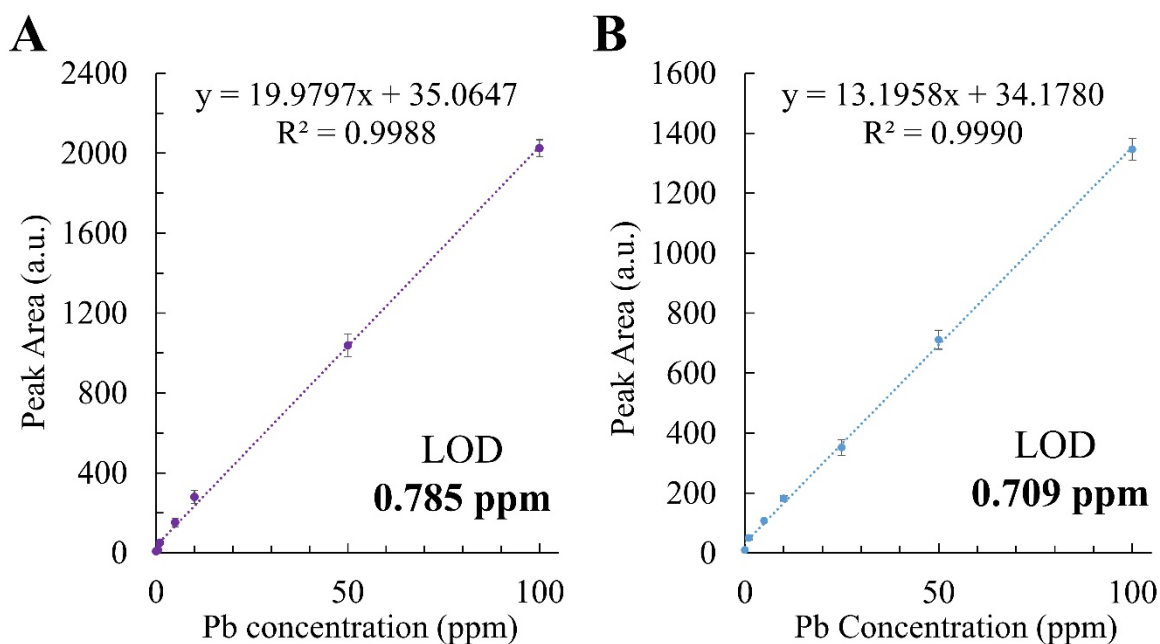 A
y = 19.9797x + 35.0647
R² = 0.9988
2400
2000
1600
1200
800
400
0
Peak Area (a.u.)
LOD
0.785 ppm
0
50
100
Pb concentration (ppm)
B
y = 13.1958x + 34.1780
R² = 0.9990
1600
1400
1200
1000
800
600
400
200
0
Peak Area (a.u.)
LOD
0.709 ppm
0
50
100
Pb Concentration (ppm)